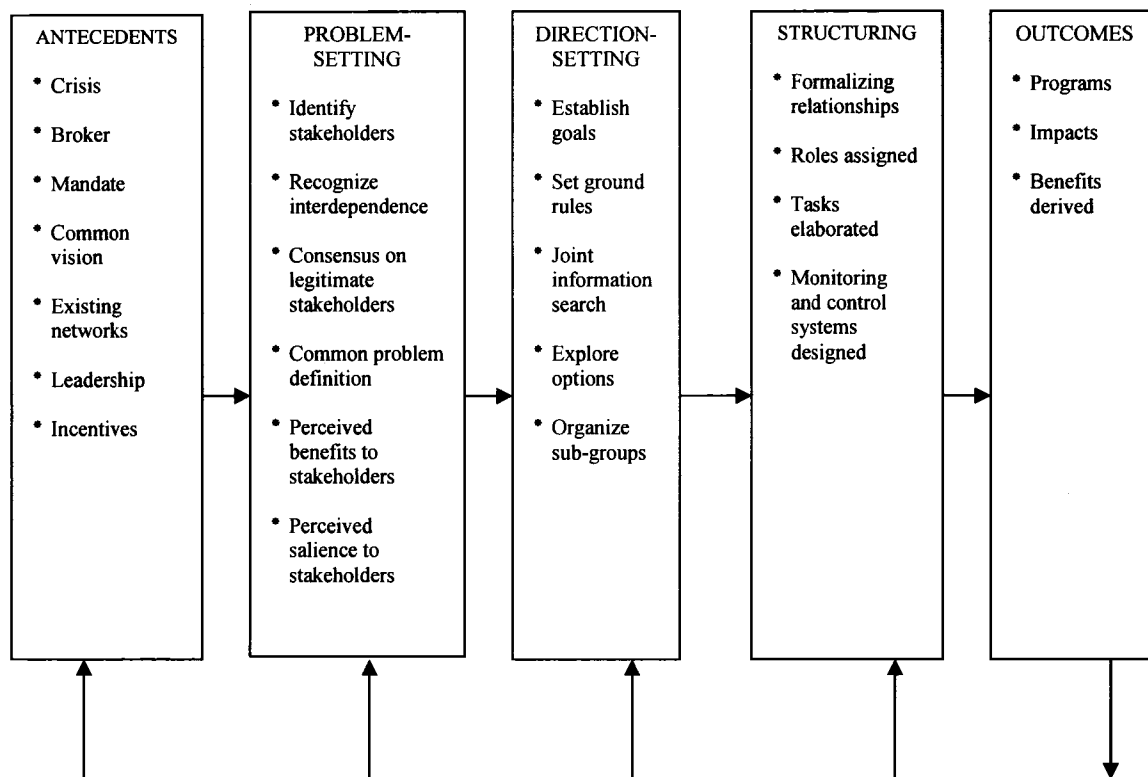 ANTECEDENTS
* Crisis
* Broker
* Mandate
* Common
vision
* Existing
networks
* Leadership
* Incentives
PROBLEM-
SETTING
* Identify
stakeholders
* Recognize
interdependence
* Consensus on
legitimate
stakeholders
* Common problem
definition
* Perceived
benefits to
stakeholders
* Perceived
salience to
stakeholders
DIRECTION-
SETTING
* Establish
goals
* Set ground
rules
* Joint
information
search
* Explore
options
* Organize
sub-groups
STRUCTURING
* Formalizing
relationships
* Roles assigned
* Tasks
elaborated
* Monitoring
and control
systems
designed
OUTCOMES
* Programs
* Impacts
* Benefits
derived